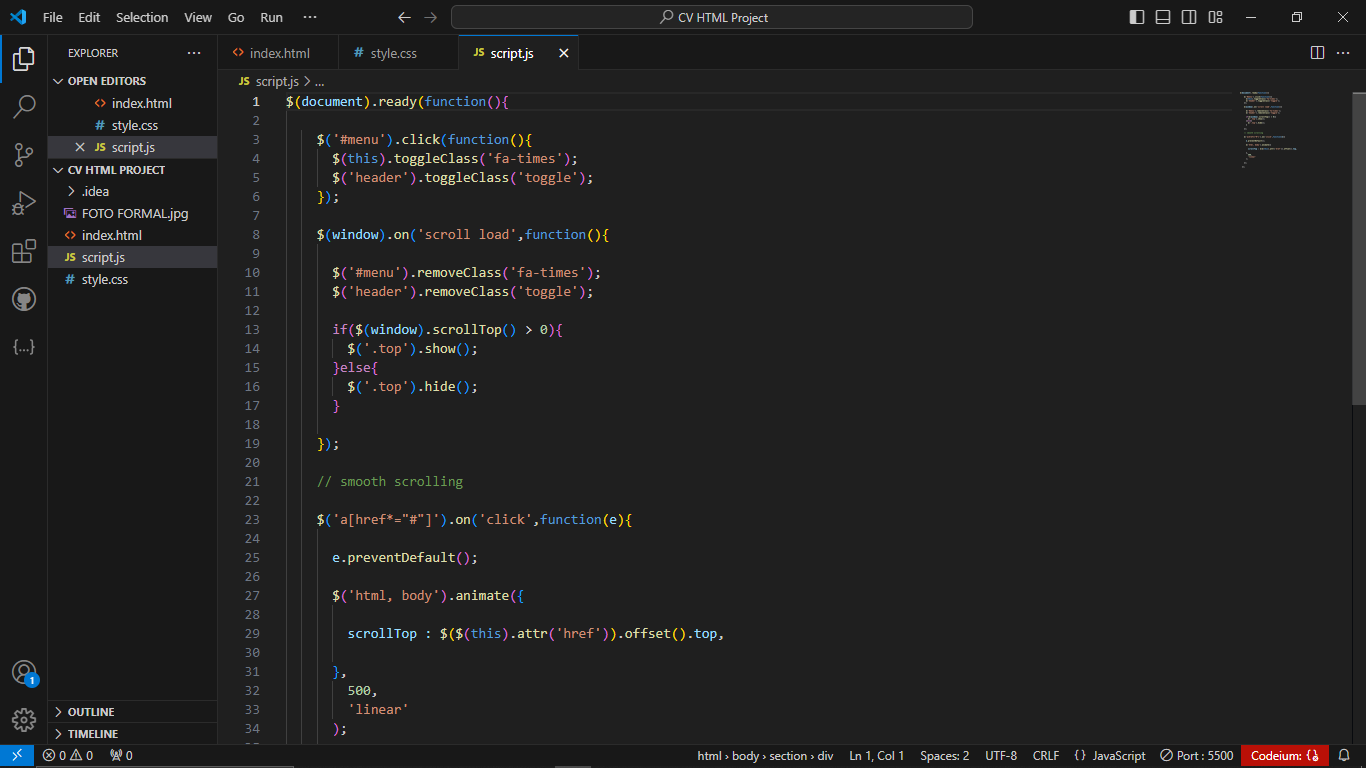 File Edit Selection View Go Run ··· CV HTML Project
EXPLORER ···
OPEN EDITORS
index.html
style.css
JS script.js
CV HTML PROJECT
.idea
FOTO FORMAL.jpg
index.html
JS script.js
style.css
OUTLINE
TIMELINE
<> index.html # style.css JS script.js
JS script.js > ...
1 $(document).ready(function(){
2
3 $('#menu').click(function(){
4 $(this).toggleClass('fa-times');
5 $('header').toggleClass('toggle');
6 });
7
8 $(window).on('scroll load',function(){
9
10 $('#menu').removeClass('fa-times');
11 $('header').removeClass('toggle');
12
13 if($(window).scrollTop() > 0){
14 $('.top').show();
15 }else{
16 $('.top').hide();
17 }
18
19 });
20
21 // smooth scrolling
22
23 $('a[href*="#"]').on('click',function(e){
24
25 e.preventDefault();
26
27 $('html, body').animate({
28
29 scrollTop : $($(this).attr('href')).offset().top,
30
31 },
32 500,
33 'linear'
34 );
1
0 0 0 html > body > section > div Ln 1, Col 1 Spaces: 2 UTF-8 CRLF {} JavaScript Port : 5500 Codeium: {}